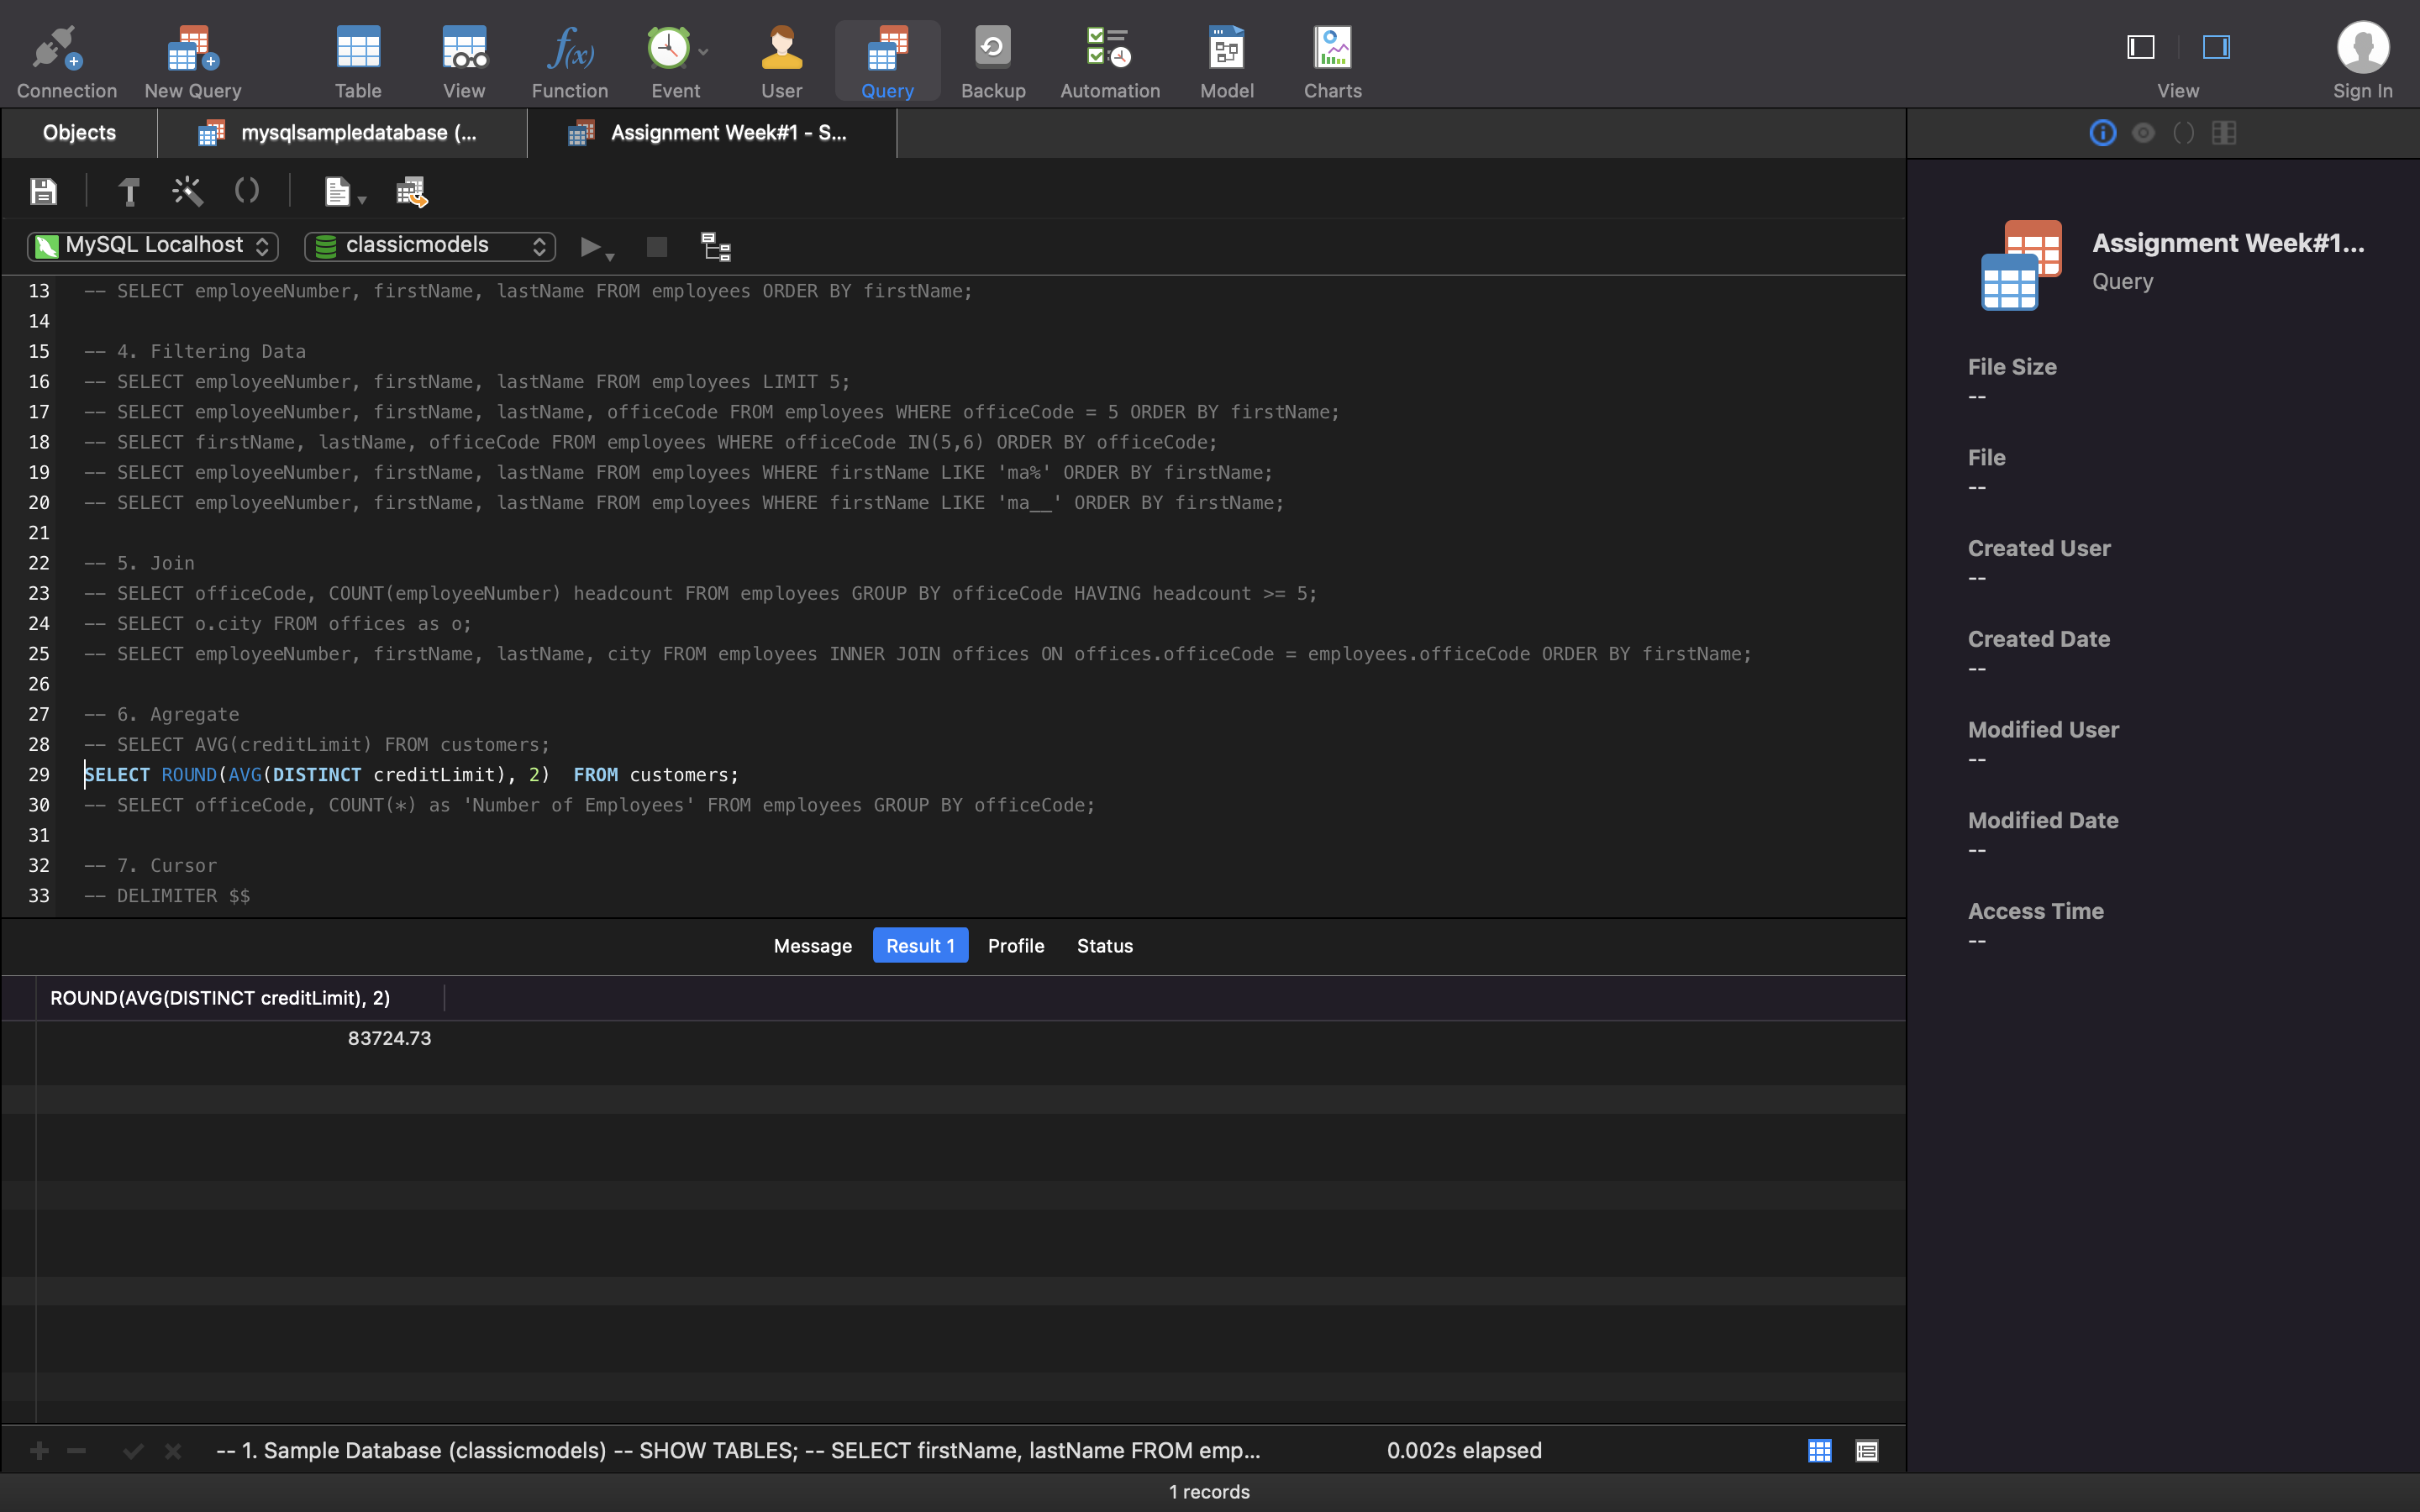 Connection New Query Table View Function Event User Query Backup Automation Model Charts View Sign In
Objects mysqlsampledatabase (... Assignment Week#1 - S...
MySQL Localhost classicmodels
13 -- SELECT employeeNumber, firstName, lastName FROM employees ORDER BY firstName;
14
15 -- 4. Filtering Data
16 -- SELECT employeeNumber, firstName, lastName FROM employees LIMIT 5;
17 -- SELECT employeeNumber, firstName, lastName, officeCode FROM employees WHERE officeCode = 5 ORDER BY firstName;
18 -- SELECT firstName, lastName, officeCode FROM employees WHERE officeCode IN(5,6) ORDER BY officeCode;
19 -- SELECT employeeNumber, firstName, lastName FROM employees WHERE firstName LIKE 'ma%' ORDER BY firstName;
20 -- SELECT employeeNumber, firstName, lastName FROM employees WHERE firstName LIKE 'ma__' ORDER BY firstName;
21
22 -- 5. Join
23 -- SELECT officeCode, COUNT(employeeNumber) headcount FROM employees GROUP BY officeCode HAVING headcount >= 5;
24 -- SELECT o.city FROM offices as o;
25 -- SELECT employeeNumber, firstName, lastName, city FROM employees INNER JOIN offices ON offices.officeCode = employees.officeCode ORDER BY firstName;
26
27 -- 6. Agregate
28 -- SELECT AVG(creditLimit) FROM customers;
29 SELECT ROUND(AVG(DISTINCT creditLimit), 2)  FROM customers;
30 -- SELECT officeCode, COUNT(*) as 'Number of Employees' FROM employees GROUP BY officeCode;
31
32 -- 7. Cursor
33 -- DELIMITER $$
Message Result 1 Profile Status
ROUND(AVG(DISTINCT creditLimit), 2)
83724.73
-- 1. Sample Database (classicmodels) -- SHOW TABLES; -- SELECT firstName, lastName FROM emp... 0.002s elapsed
1 records
Assignment Week#1...
Query
File Size
--
File
--
Created User
--
Created Date
--
Modified User
--
Modified Date
--
Access Time
--